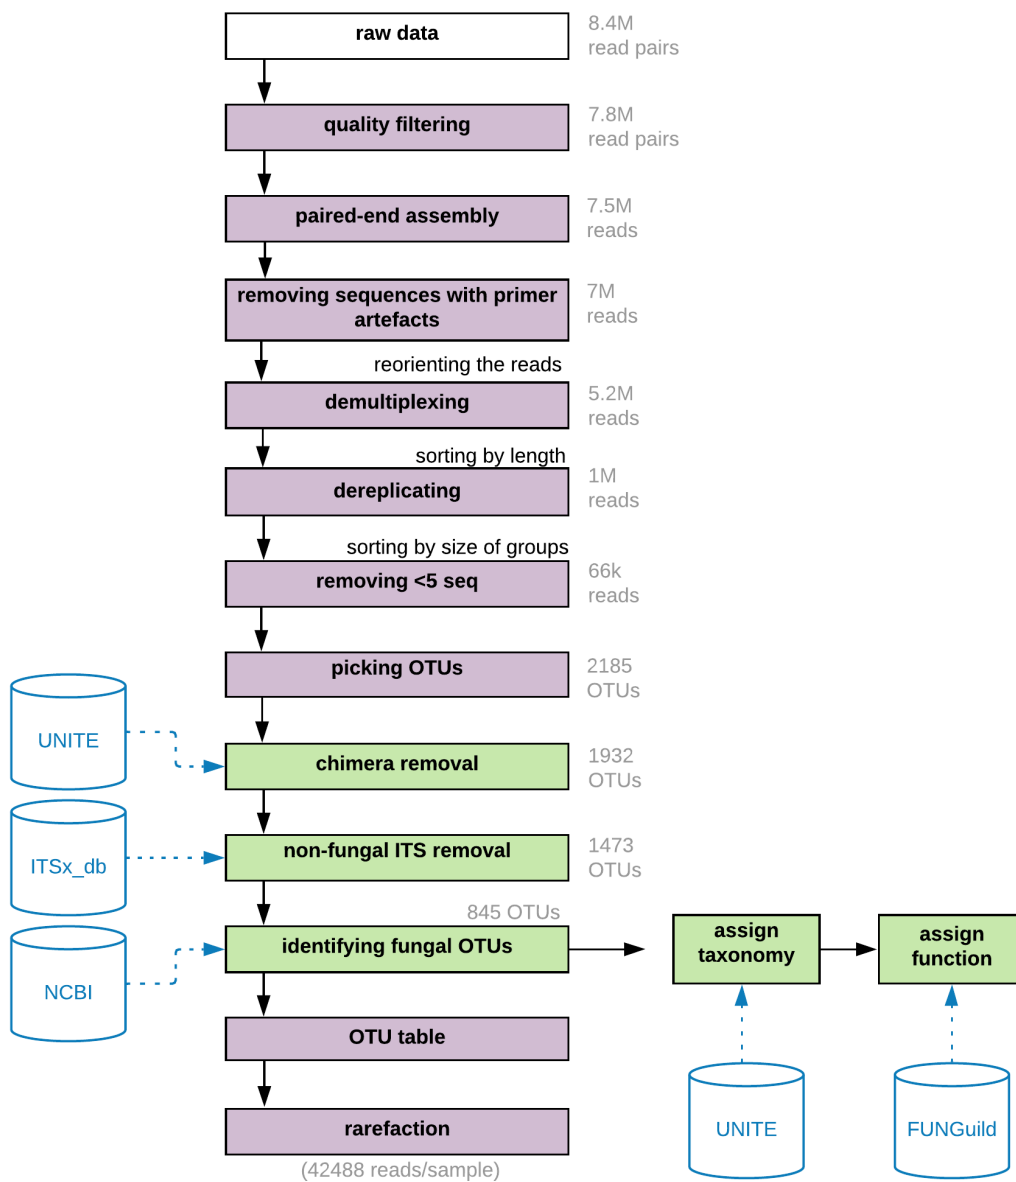 raw data
8.4M
read pairs
quality filtering
7.8M
read pairs
paired-end assembly
7.5M
reads
removing sequences with primer
artefacts
7M
reads
reorienting the reads
demultiplexing
5.2M
reads
sorting by length
dereplicating
1M
reads
sorting by size of groups
removing <5 seq
66k
reads
picking OTUs
2185
OTUs
UNITE
chimera removal
1932
OTUs
ITSx_db
non-fungal ITS removal
1473
OTUs
845 OTUs
NCBI
identifying fungal OTUs
assign
taxonomy
assign
function
OTU table
UNITE
FUNGuild
rarefaction
(42488 reads/sample)